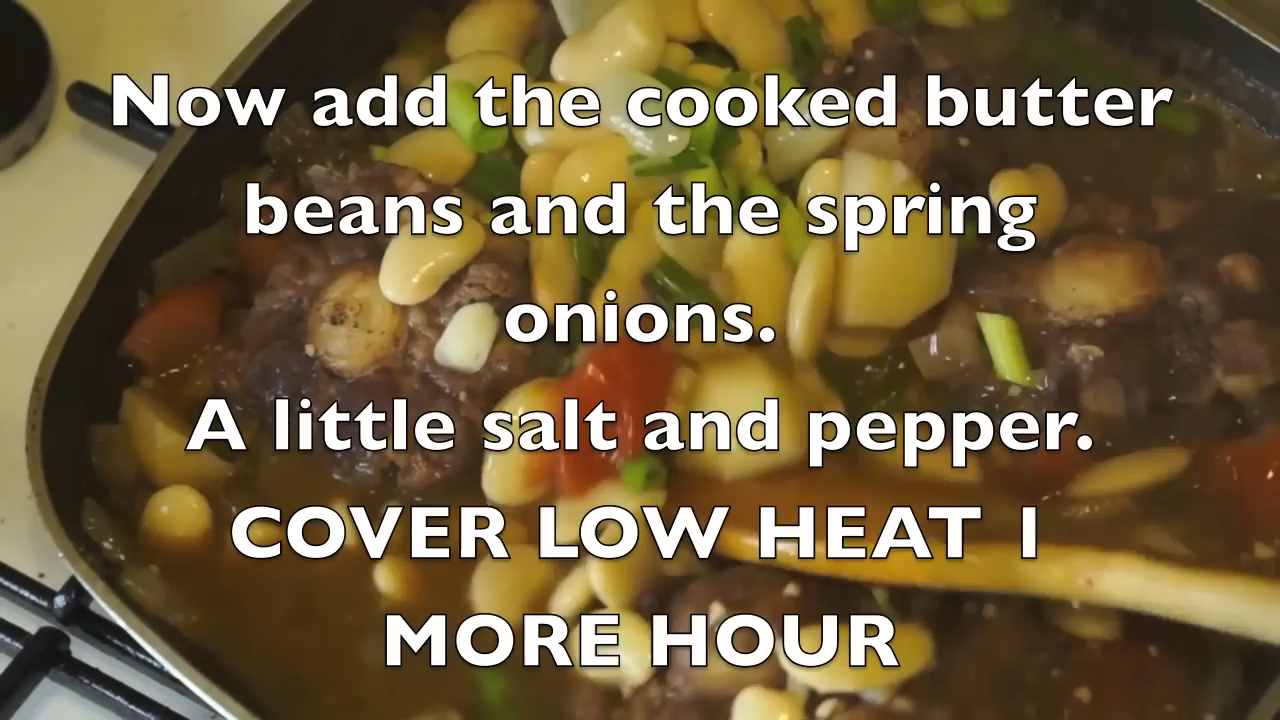 Now add the cooked butter
beans and the spring
onions.
A little salt and pepper.
COVER LOW HEAT 1
MORE HOUR